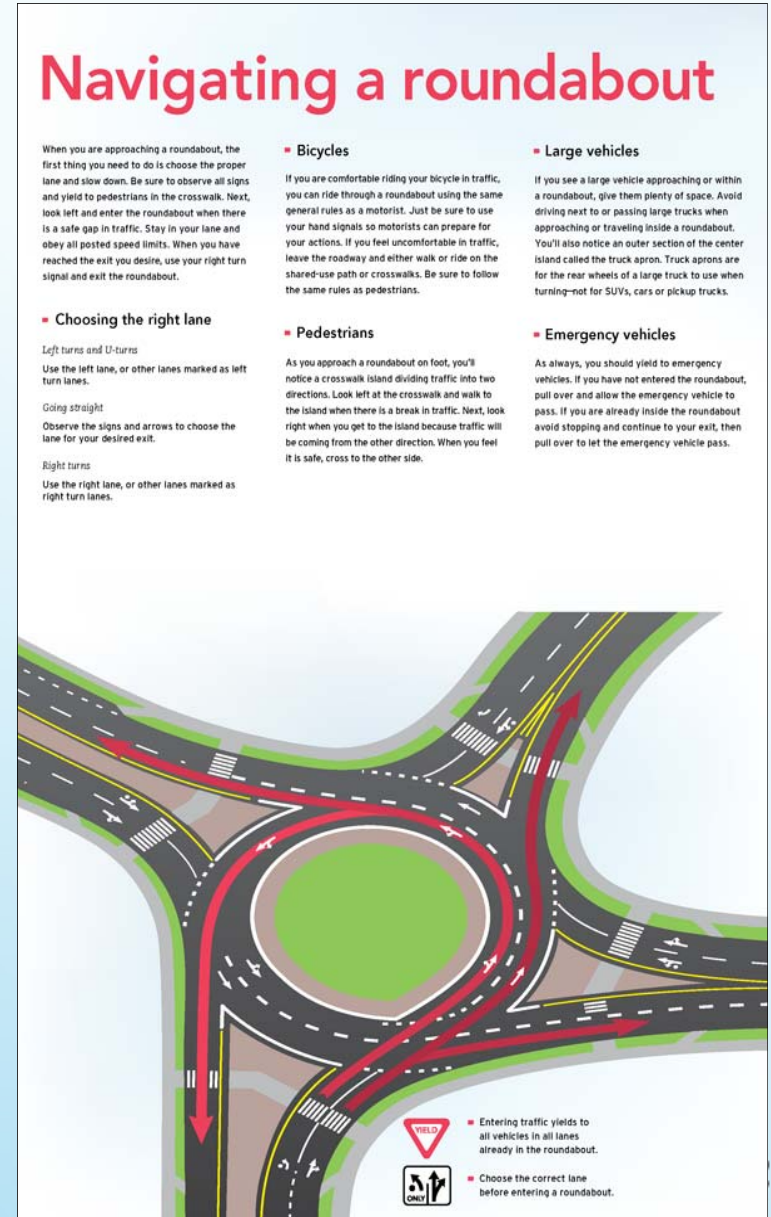 Navigating a roundabout
When you are approaching a roundabout, the
first thing you need to do is choose the proper
lane and slow down. Be sure to observe all signs
and yield to pedestrians in the crosswalk. Next,
look left and enter the roundabout when there
is a safe gap in traffic. Stay in your lane and
obey all posted speed limits. When you have
reached the exit you desire, use your right turn
signal and exit the roundabout.
Choosing the right lane
Left turns and U-turns
Use the left lane, or other lanes marked as left
turn lanes.
Going straight
Observe the signs and arrows to choose the
lane for your desired exit.
Right turns
Use the right lane, or other lanes marked as
right turn lanes.
Bicycles
If you are comfortable riding your bicycle in traffic,
you can ride through a roundabout using the same
general rules as a motorist. Just be sure to use
your hand signals so motorists can prepare for
your actions. If you feel uncomfortable in traffic,
leave the roadway and either walk or ride on the
shared-use path or crosswalks. Be sure to follow
the same rules as pedestrians.
Pedestrians
As you approach a roundabout on foot, you'll
notice a crosswalk island dividing traffic into two
directions. Look left at the crosswalk and walk to
the island when there is a break in traffic. Next, look
right when you get to the island because traffic will
be coming from the other direction. When you feel
it is safe, cross to the other side.
Large vehicles
If you see a large vehicle approaching or within
a roundabout, give them plenty of space. Avoid
driving next to or passing large trucks when
approaching or traveling inside a roundabout.
You'll also notice an outer section of the center
island called the truck apron. Truck aprons are
for the rear wheels of a large truck to use when
turning—not for SUVs, cars or pickup trucks.
Emergency vehicles
As always, you should yield to emergency
vehicles. If you have not entered the roundabout,
pull over and allow the emergency vehicle to
pass. If you are already inside the roundabout
avoid stopping and continue to your exit, then
pull over to let the emergency vehicle pass.
YIELD
Entering traffic yields to
all vehicles in all lanes
already in the roundabout.
ONLY
Choose the correct lane
before entering a roundabout.